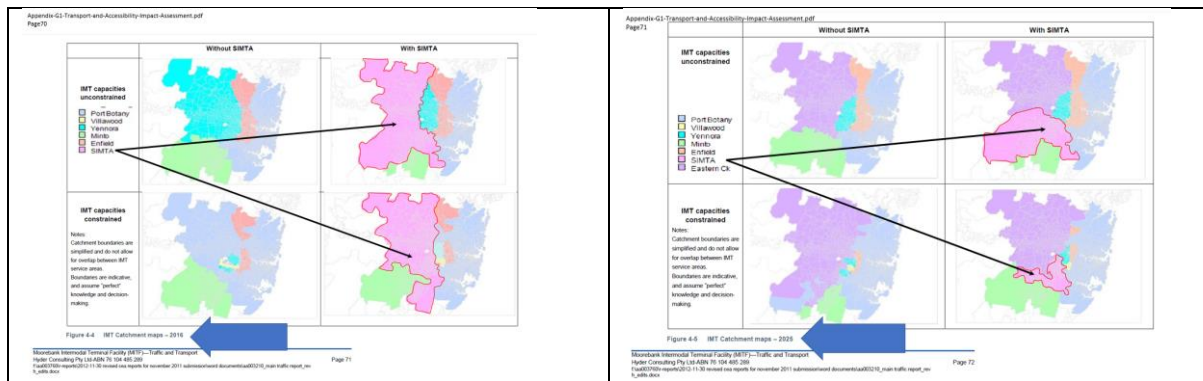 Appendix-G1-Transport-and-Accessibility-Impact-Assessment.pdf
Page70
Without SIMTA
With SIMTA
IMT capacities
unconstrained
Port Botany
Villawood
Yennora
Minto
Enfield
SIMTA
IMT capacities
constrained
Notes:
Catchment boundaries are
simplified and do not allow
for overlap between IMT
service areas.
Boundaries are indicative,
and assume "perfect"
knowledge and decision-
making.
Figure 4-4 IMT Catchment maps – 2016
Moorebank Intermodal Terminal Facility (MITF)—Traffic and Transport
Hyder Consulting Pty Ltd-ABN 76 104 485 289
Page 71
Appendix-G1-Transport-and-Accessibility-Impact-Assessment.pdf
Page71
Without SIMTA
With SIMTA
IMT capacities
unconstrained
Port Botany
Villawood
Yennora
Minto
Enfield
SIMTA
Eastern Ck
IMT capacities
constrained
Notes:
Catchment boundaries are
simplified and do not allow
for overlap between IMT
service areas.
Boundaries are indicative,
and assume "perfect"
knowledge and decision-
making.
Figure 4-5 IMT Catchment maps – 2025
Moorebank Intermodal Terminal Facility (MITF)—Traffic and Transport
Hyder Consulting Pty Ltd-ABN 76 104 485 289
Page 72